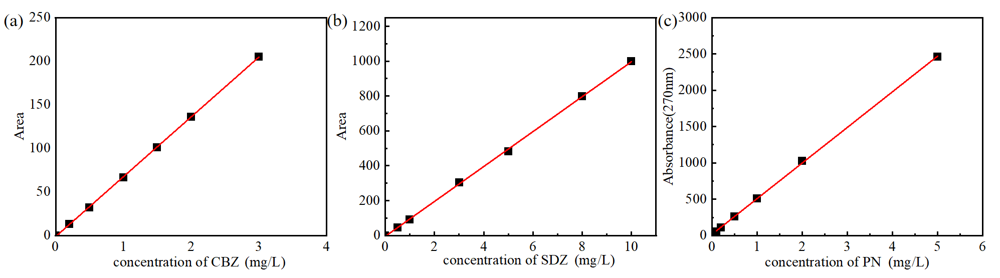 (a)
250
200
150
100
50
0
Area
0 1 2 3 4
concentration of CBZ (mg/L)
(b)
1200
1000
800
600
400
200
0
Area
0 2 4 6 8 10
concentration of SDZ (mg/L)
(c)
3000
2500
2000
1500
1000
500
0
Absorbance(270nm)
0 1 2 3 4 5 6
concentration of PN (mg/L)